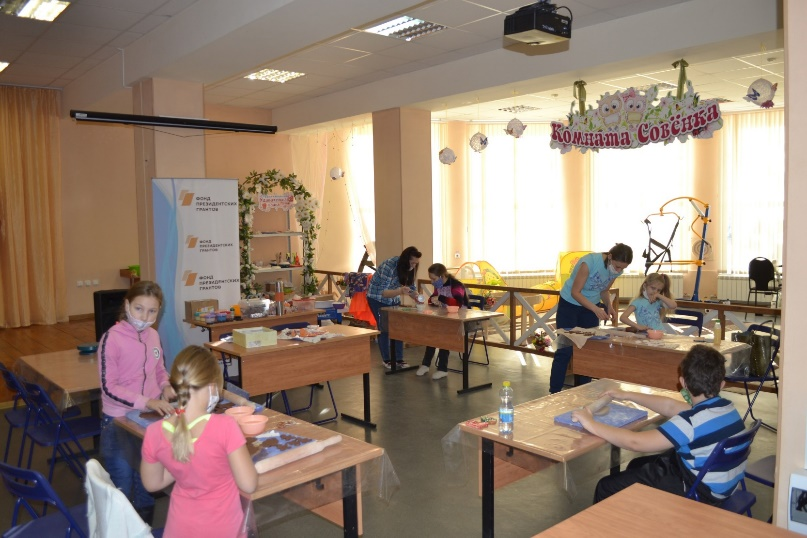 Комната Совёнка
ФОНД
ПРЕЗИДЕНТСКИХ
ГРАНТОВ
ФОНД
ПРЕЗИДЕНТСКИХ
ГРАНТОВ
ФОНД
ПРЕЗИДЕНТСКИХ
ГРАНТОВ